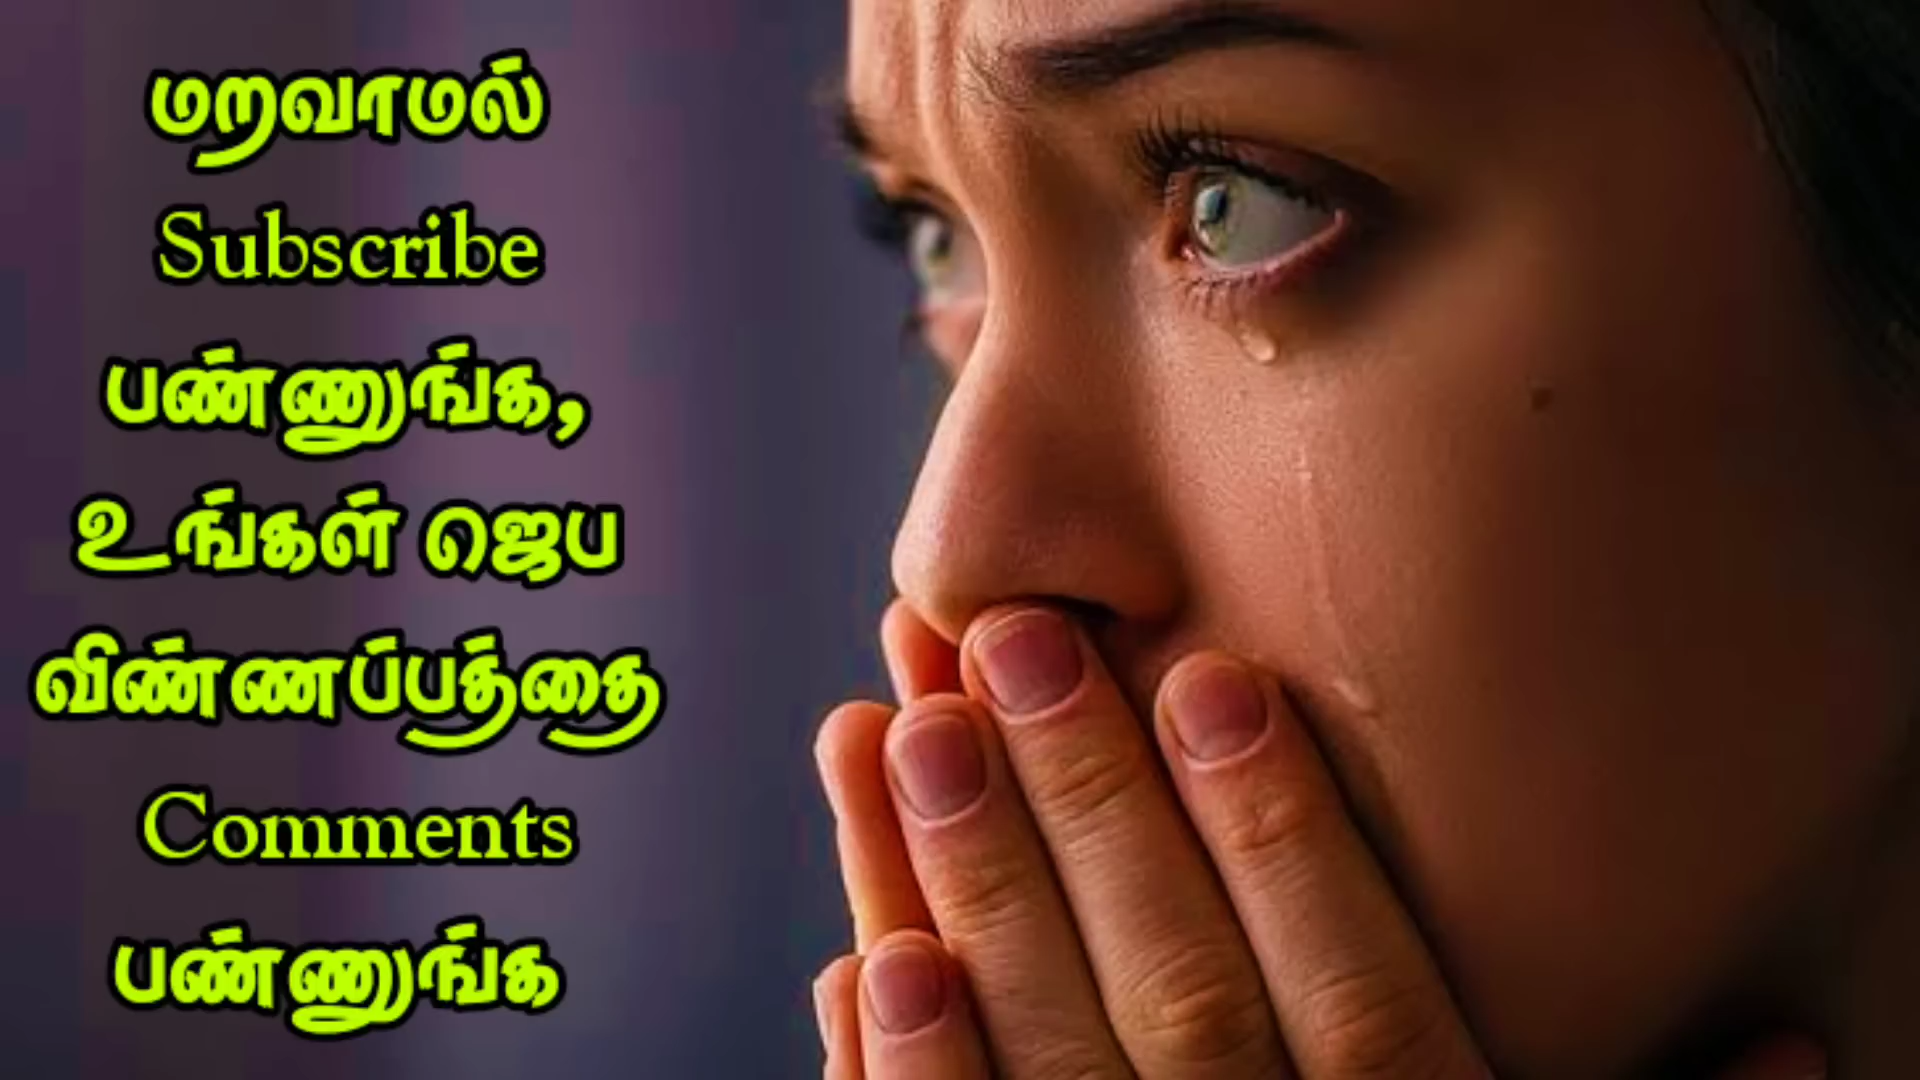 மறவாமல்
Subscribe
பண்ணுங்க,
உங்கள் ஜெப
விண்ணப்பத்தை
Comments
பண்ணுங்க